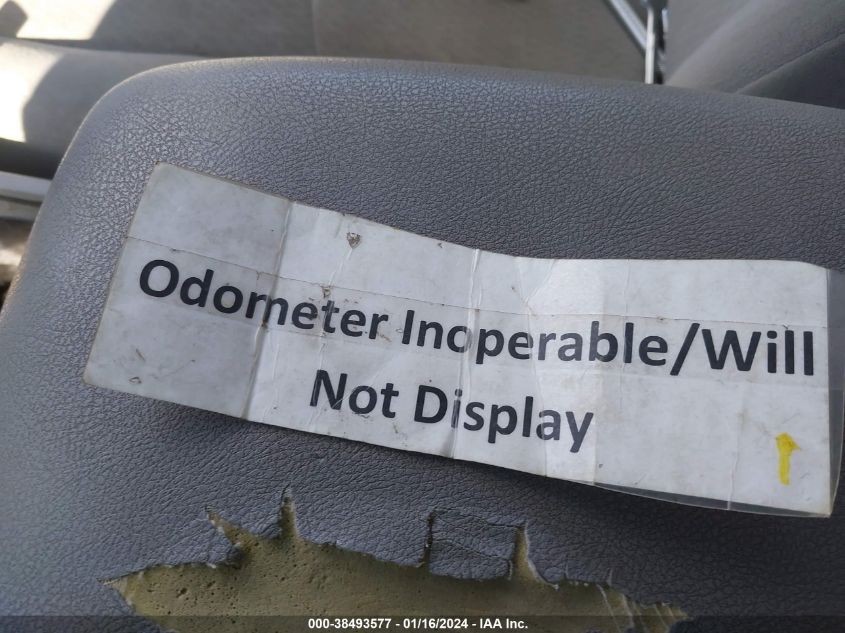 Odometer Inoperable/Will
Not Display
000-38493577 - 01/16/2024 - IAA Inc.